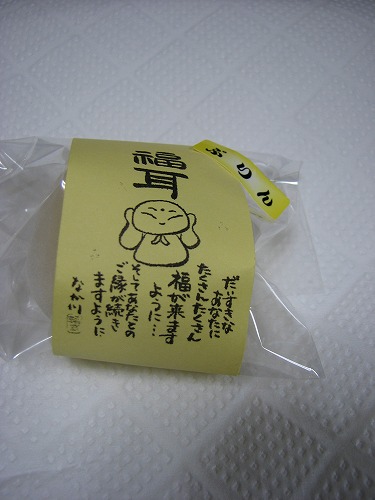 福耳
ぷりん
だいすきな
あなたに
たくさんたくさん
福が来ます
ように…
そしてあなたとの
ご縁が続き
ますように
なか川